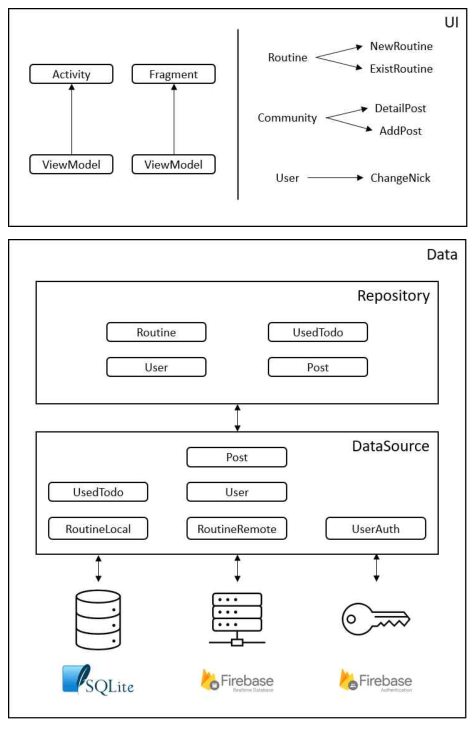 UI
Activity
Fragment
ViewModel
ViewModel
Routine
NewRoutine
ExistRoutine
Community
DetailPost
AddPost
User
ChangeNick
Data
Repository
Routine
UsedTodo
User
Post
DataSource
Post
UsedTodo
User
RoutineLocal
RoutineRemote
UserAuth
SQLite
Firebase
Realtime Database
Firebase
Authentication